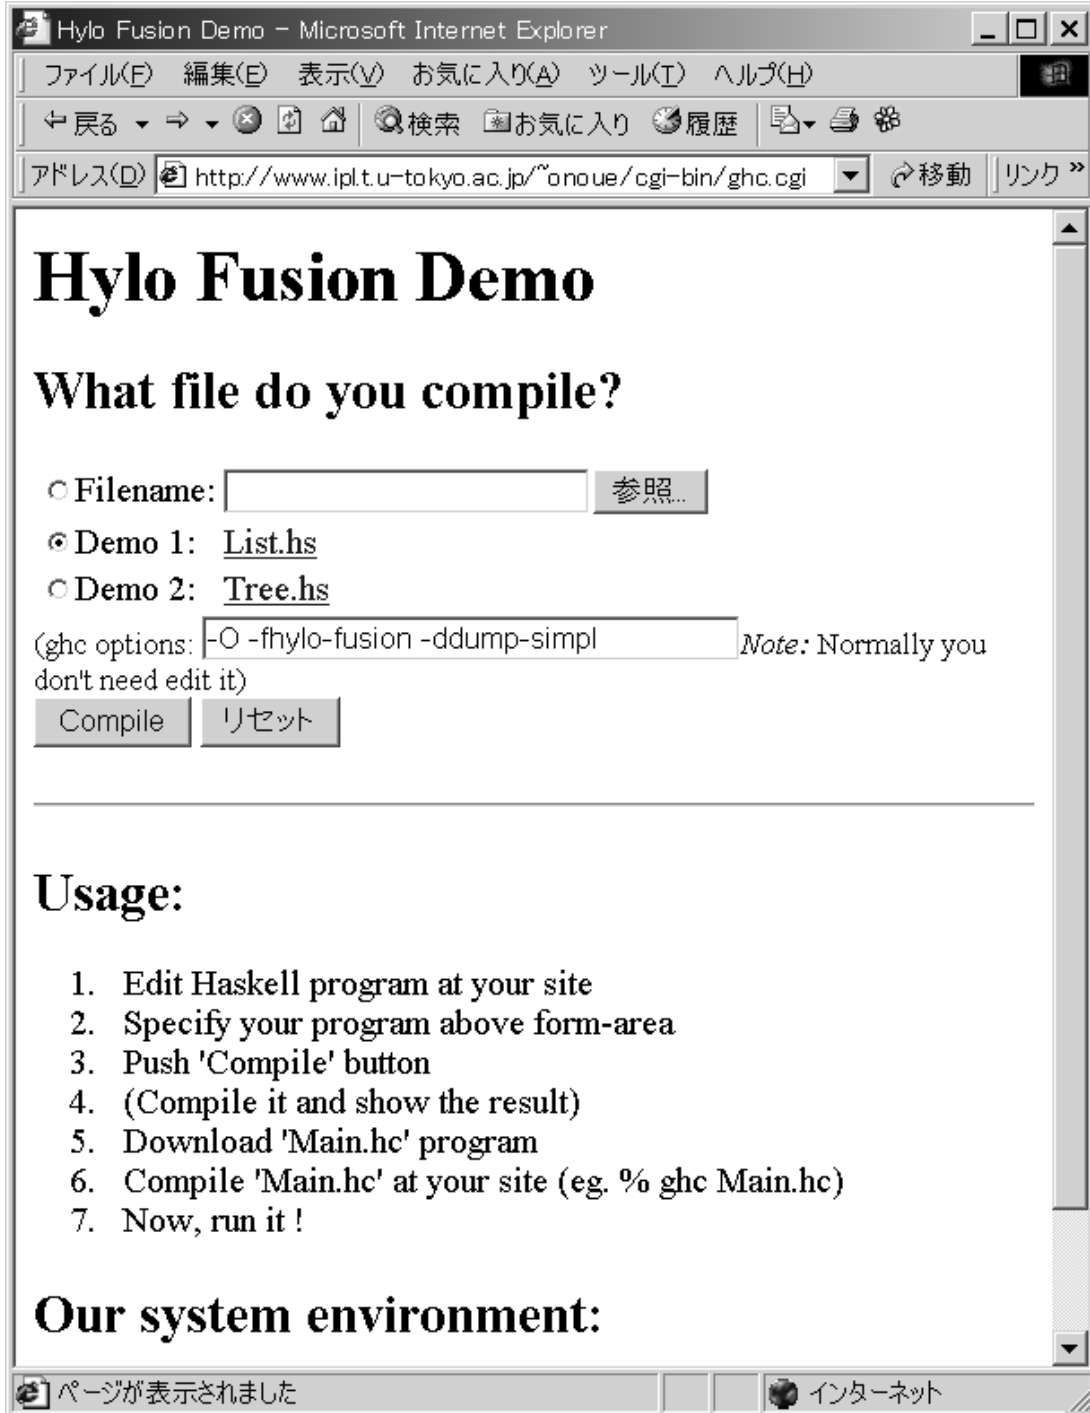 Hylo Fusion Demo - Microsoft Internet Explorer
ファイル(F) 編集(E) 表示(V) お気に入り(A) ツール(T) ヘルプ(H)
戻る 検索 お気に入り 履歴
アドレス(D) http://www.ipl.t.u-tokyo.ac.jp/~onoue/cgi-bin/ghc.cgi 移動 リンク »
Hylo Fusion Demo
What file do you compile?
Filename: 参照...
Demo 1: List.hs
Demo 2: Tree.hs
(ghc options: -O -fhylo-fusion -ddump-simpl Note: Normally you
don't need edit it)
Compile リセット
Usage:
1. Edit Haskell program at your site
2. Specify your program above form-area
3. Push 'Compile' button
4. (Compile it and show the result)
5. Download 'Main.hc' program
6. Compile 'Main.hc' at your site (eg. % ghc Main.hc)
7. Now, run it !
Our system environment:
ページが表示されました インターネット